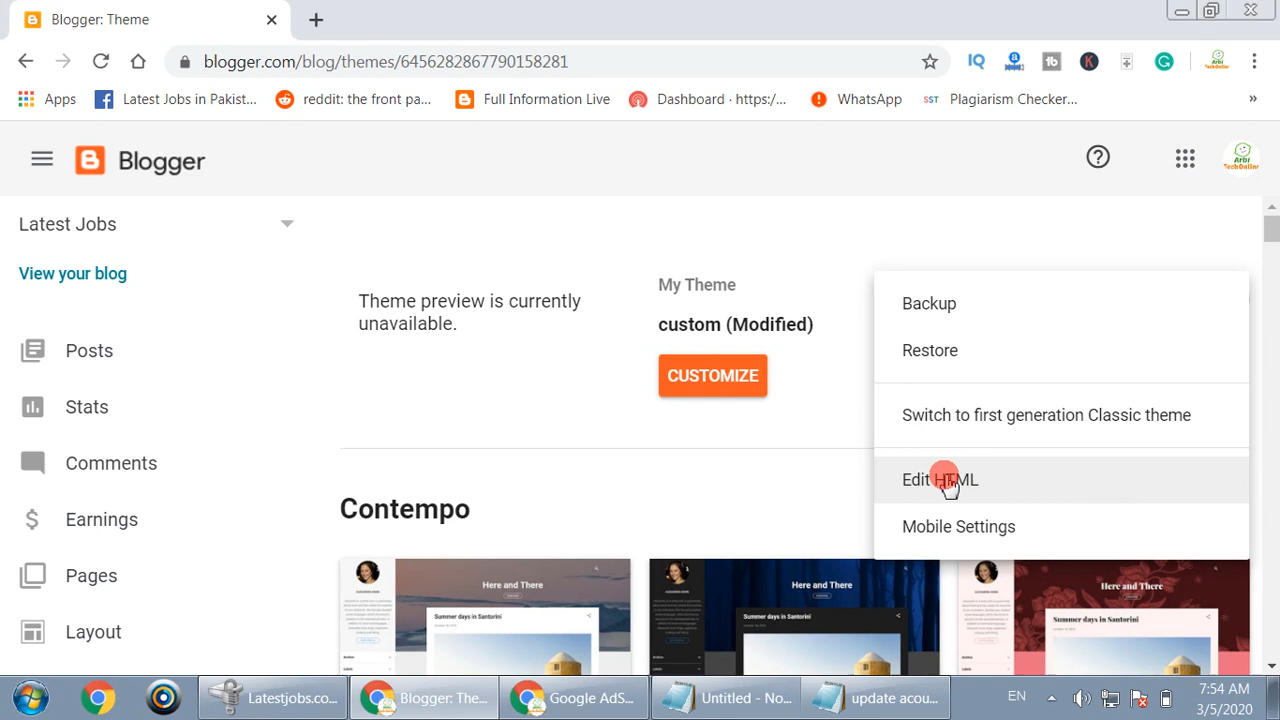 Blogger: Theme
blogger.com/blog/themes/6456282867790158281
Apps
Latest Jobs in Pakist...
reddit: the front pa...
Full Information Live
Dashboard - https:/...
WhatsApp
SST
Plagiarism Checker...
Blogger
Arbi
TechOnline
Latest Jobs
View your blog
Posts
Stats
Comments
Earnings
Pages
Layout
Theme preview is currently
unavailable.
My Theme
custom (Modified)
CUSTOMIZE
Backup
Restore
Switch to first generation Classic theme
Edit HTML
Mobile Settings
Contempo
Here and There
Summer days in Santorini
Here and There
Summer days in Santorini
Here and There
Summer days in Santorini
Latestjobs.co...
Blogger: The...
Google AdS...
Untitled - No...
update acou...
EN
7:54 AM
3/5/2020